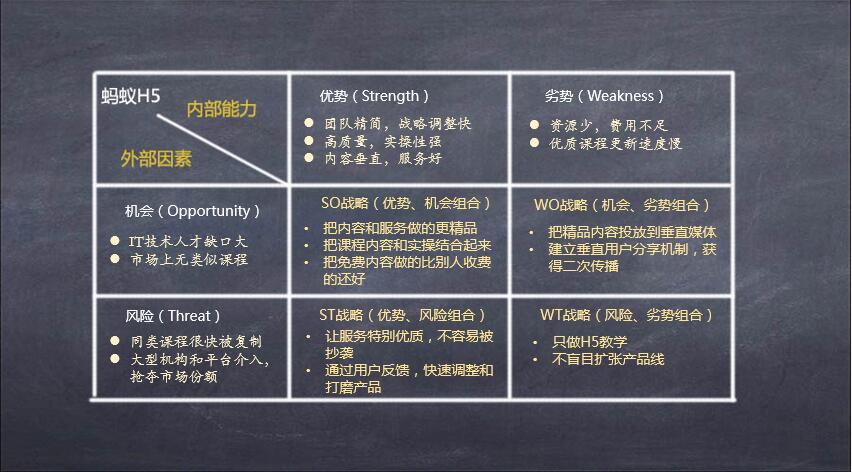 蚂蚁H5
内部能力
外部因素
优势（Strength）
团队精简，战略调整快
高质量，实操性强
内容垂直，服务好
劣势（Weakness）
资源少，费用不足
优质课程更新速度慢
机会（Opportunity）
IT技术人才缺口大
市场上无类似课程
SO战略（优势、机会组合）
把内容和服务做的更精品
把课程内容和实操结合起来
把免费内容做的比别人收费
的还好
WO战略（机会、劣势组合）
把精品内容投放到垂直媒体
建立垂直用户分享机制，获
得二次传播
风险（Threat）
同类课程很快被复制
大型机构和平台介入，
抢夺市场份额
ST战略（优势、风险组合）
让服务特别优质，不容易被
抄袭
通过用户反馈，快速调整和
打磨产品
WT战略（风险、劣势组合）
只做H5教学
不盲目扩张产品线